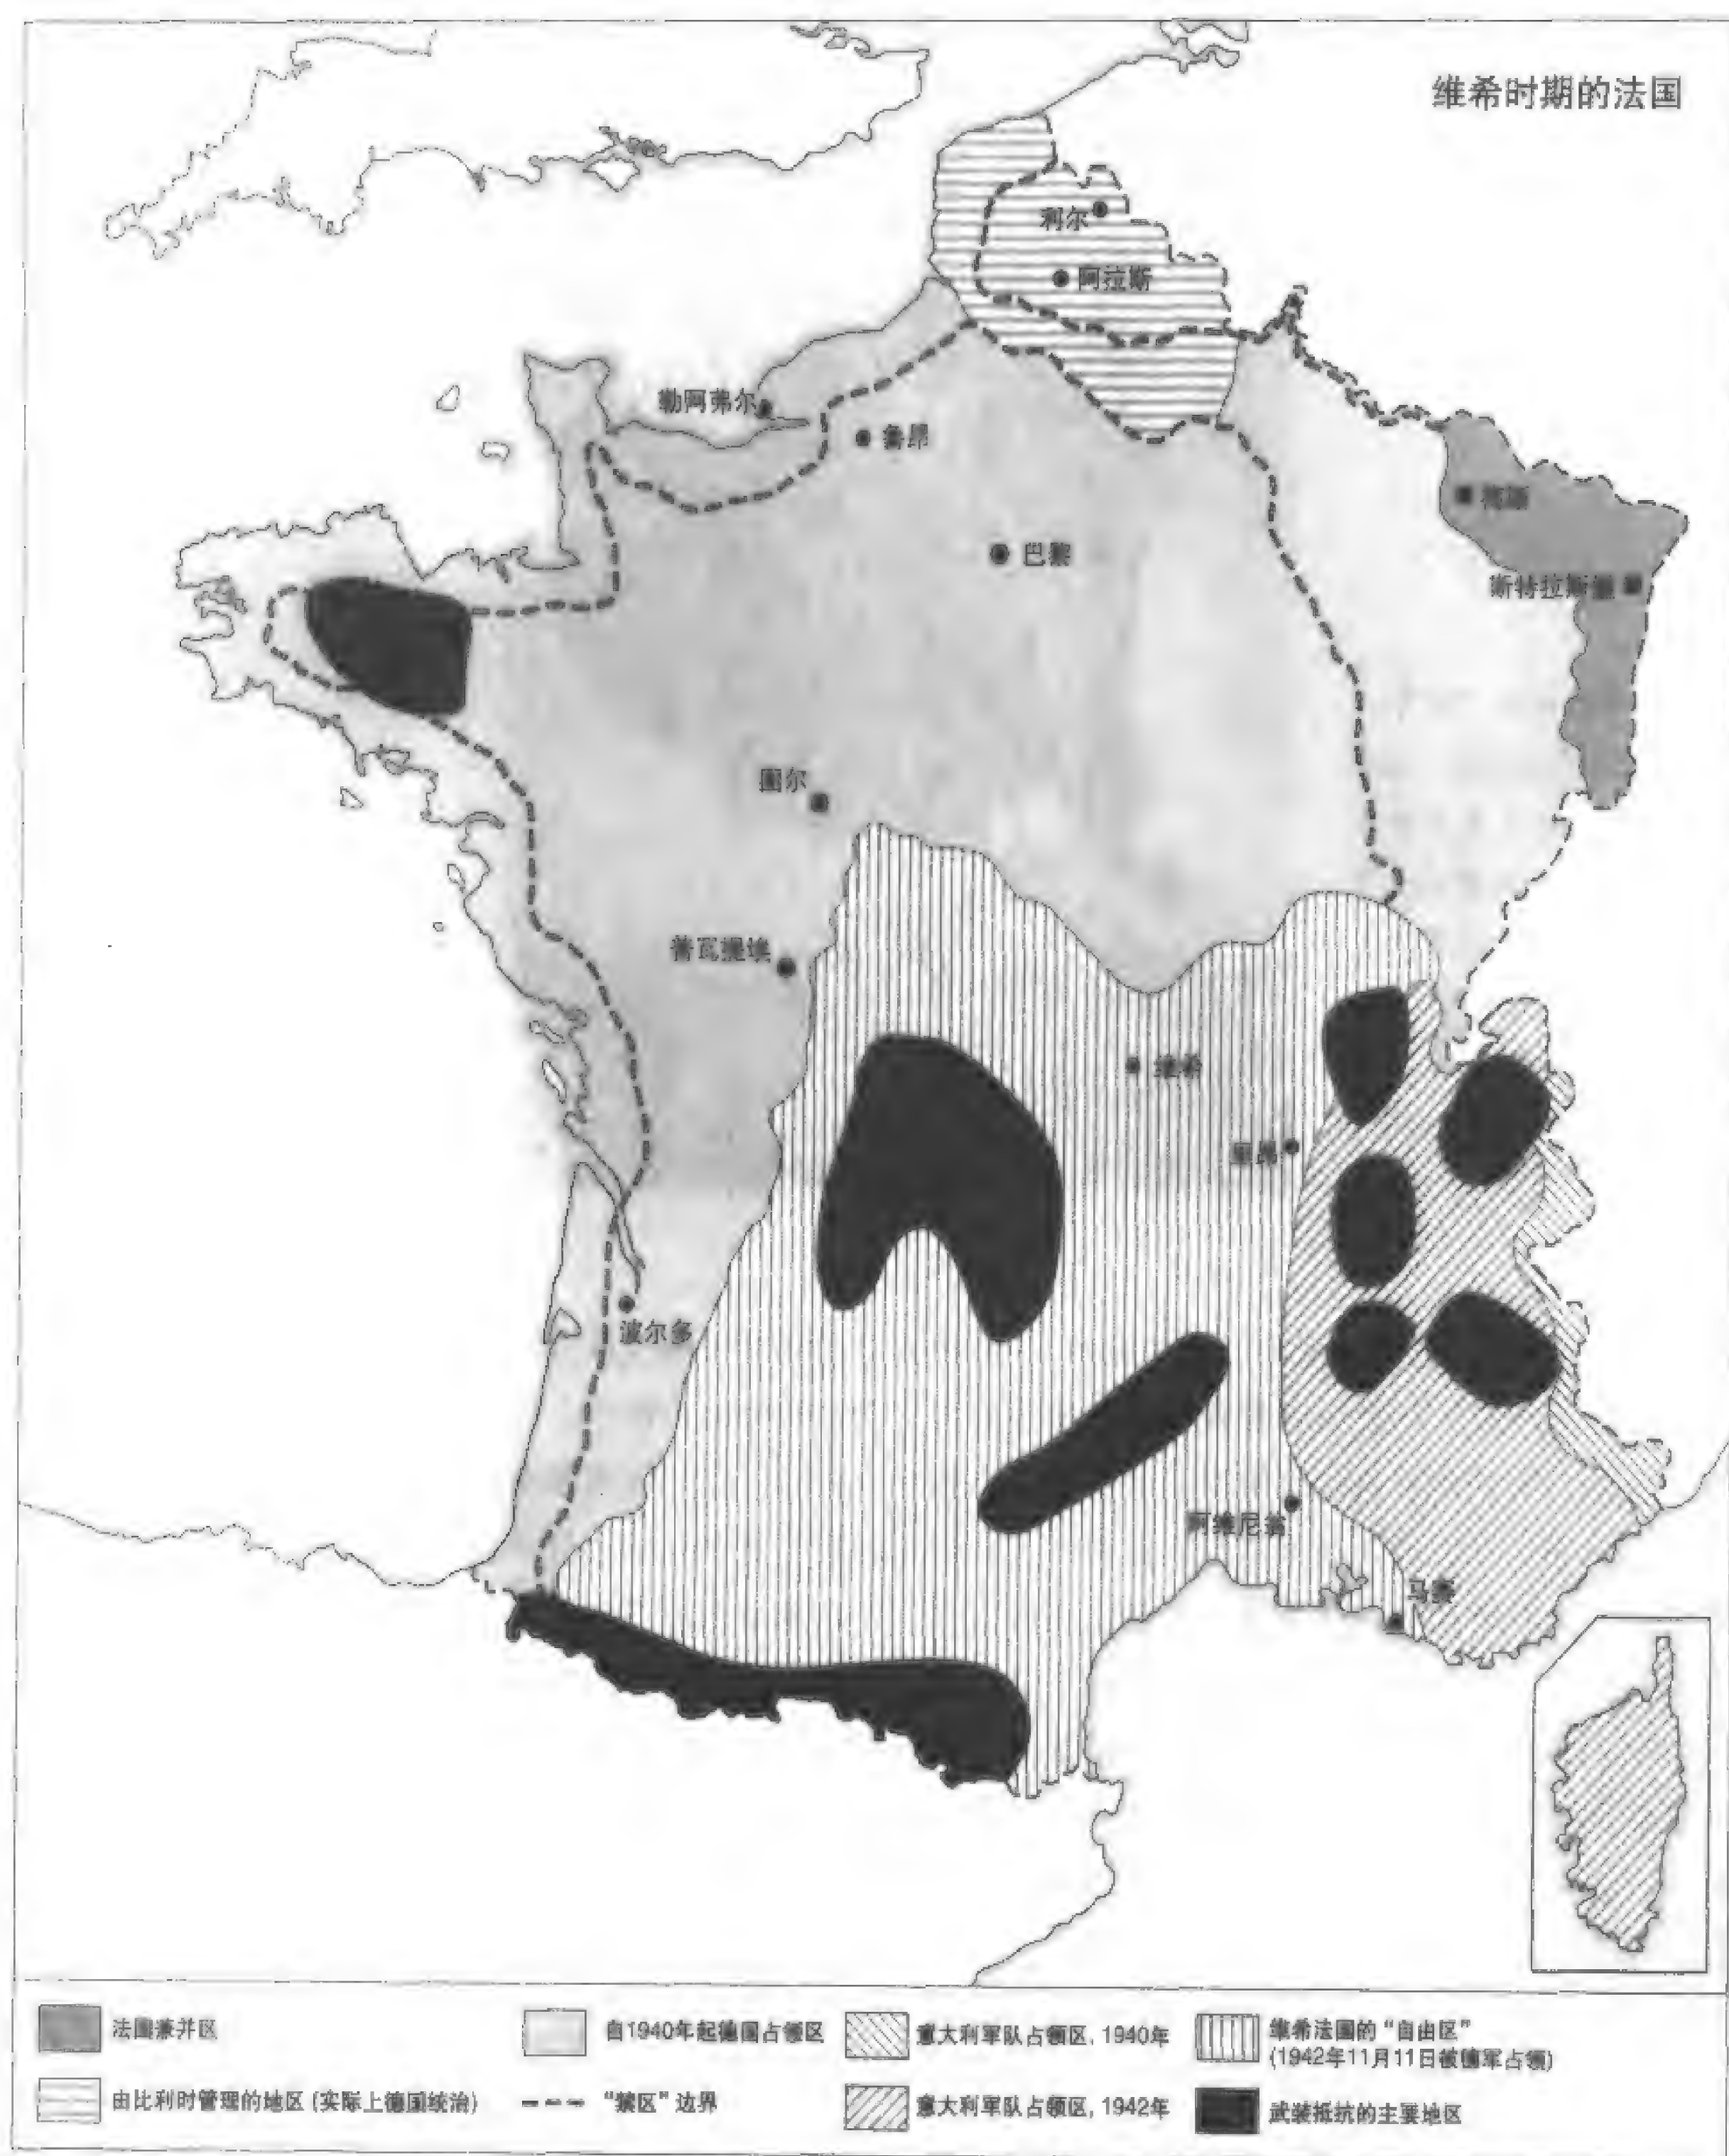 维希时期的法国
利尔
阿拉斯
勒阿弗尔
鲁昂
斯特拉斯堡
巴黎
图尔
普瓦提埃
维希
里昂
波尔多
阿维尼翁
马赛
法国兼并区
自1940年起德国占领区
意大利军队占领区, 1940年
维希法国的“自由区”
(1942年11月11日被德军占领)
由比利时管理的地区 (实际上德国统治)
“禁区” 边界
意大利军队占领区, 1942年
武装抵抗的主要地区